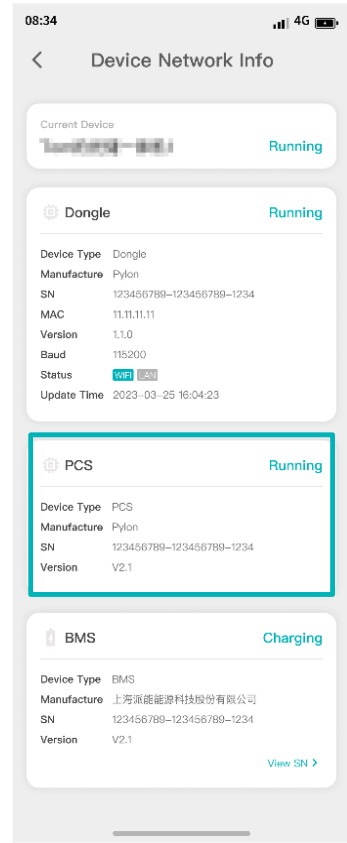 08:34
4G
Device Network Info
Current Device
Running
Dongle Running
Device Type Dongle
Manufacture Pylon
SN 123456789-123456789-1234
MAC 11.11.11.11
Version 1.1.0
Baud 115200
Status WIFI LAN
Update Time 2023-03-25 16:04:23
PCS Running
Device Type PCS
Manufacture Pylon
SN 123456789-123456789-1234
Version V2.1
BMS Charging
Device Type BMS
Manufacture 上海派能能源科技股份有限公司
SN 123456789-123456789-1234
Version V2.1
View SN >